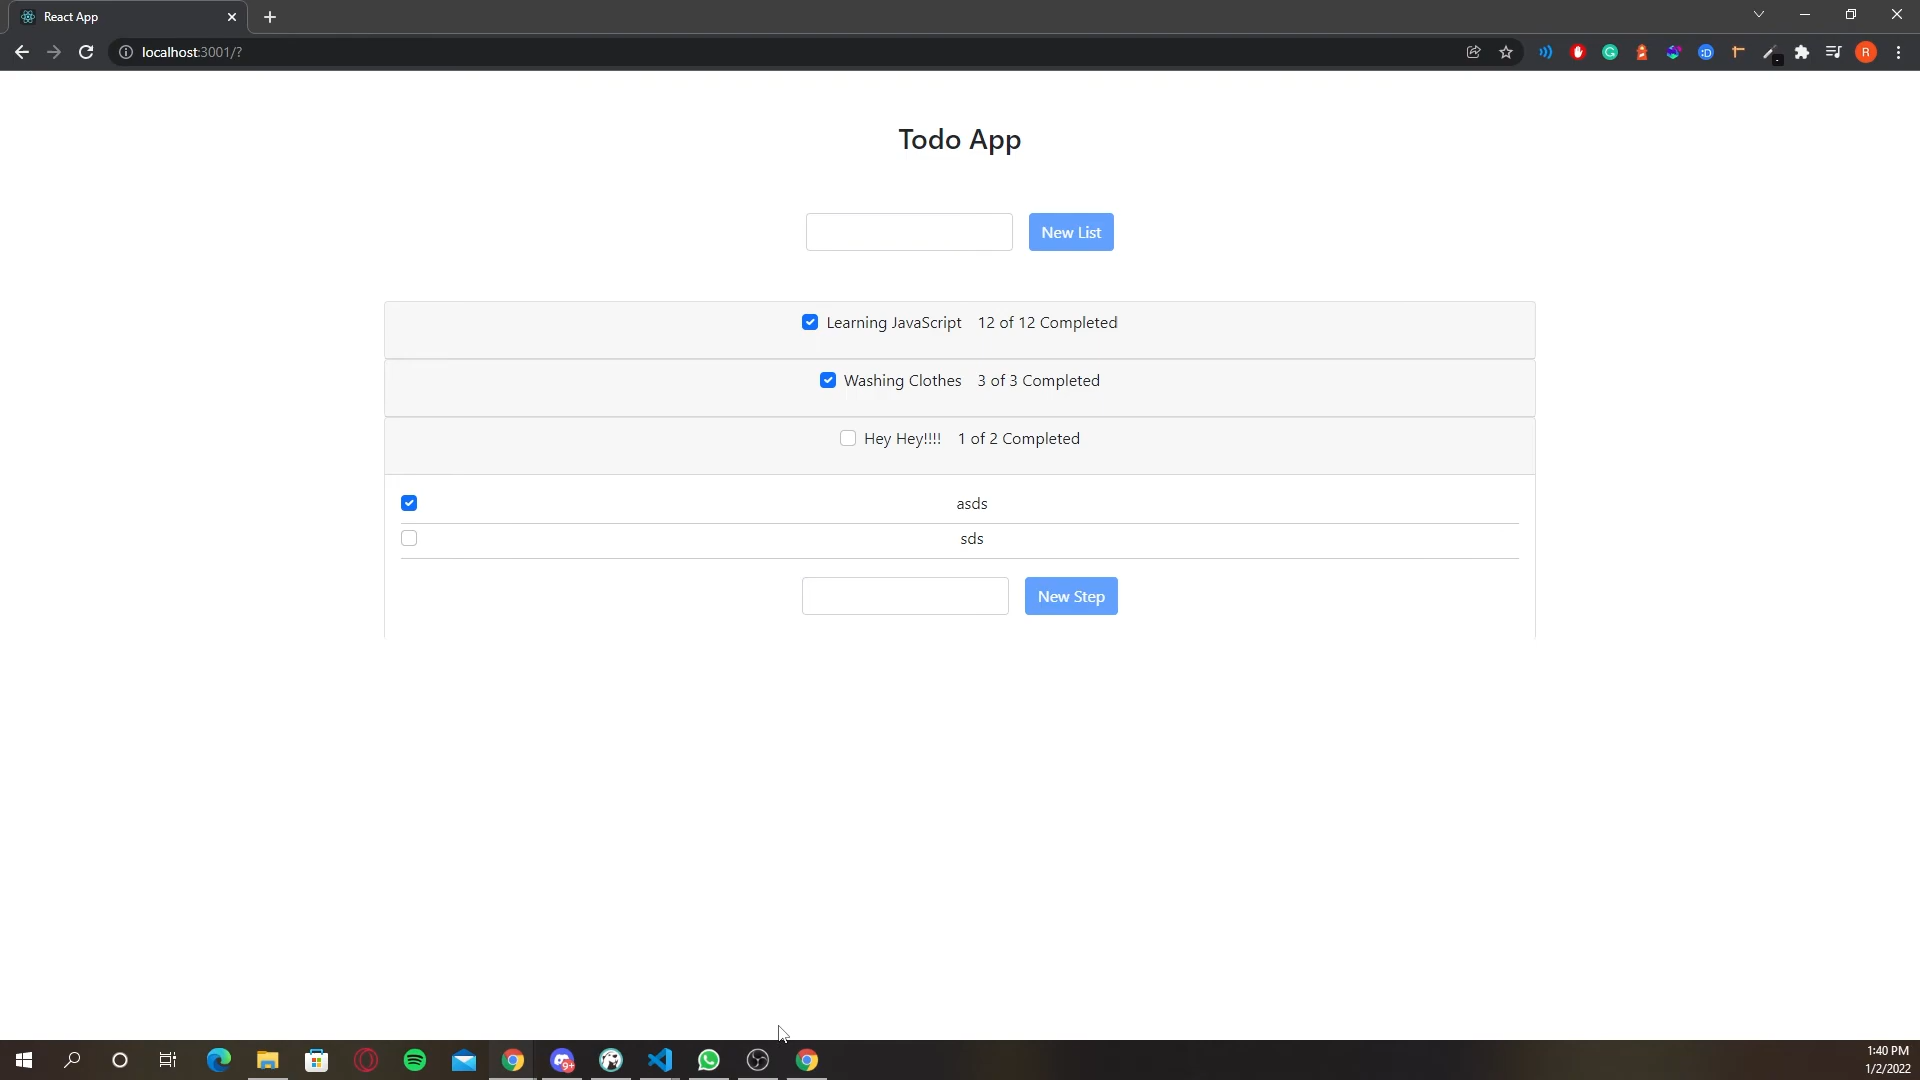 React App
localhost:3001/?
R
Todo App
New List
Learning JavaScript 12 of 12 Completed
Washing Clothes 3 of 3 Completed
Hey Hey!!!! 1 of 2 Completed
asds
sds
New Step
9+
1:40 PM
1/2/2022